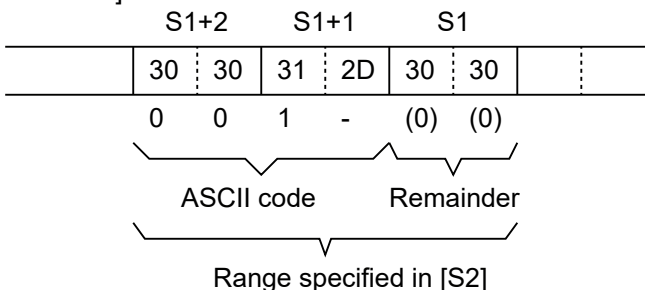 ]
S1+2 S1+1 S1
30 30 31 2D 30 30
0 0 1 - (0) (0)
ASCII code Remainder
Range specified in [S2]